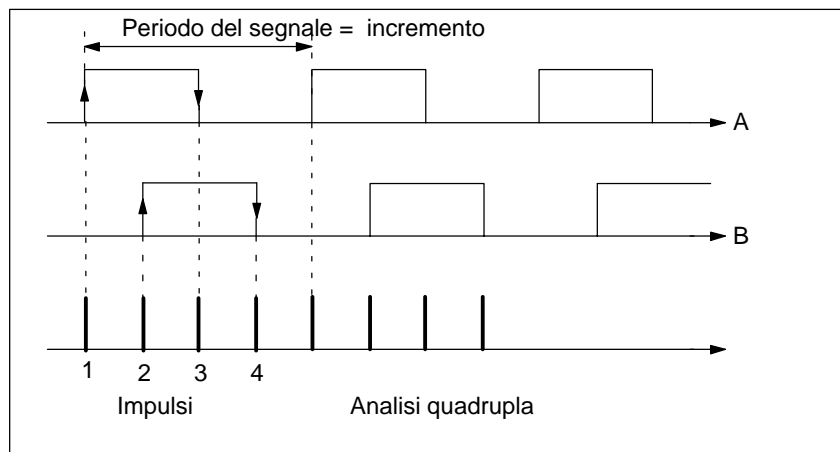 Periodo del segnale = incremento
A
B
1 2 3 4
Impulsi Analisi quadrupla